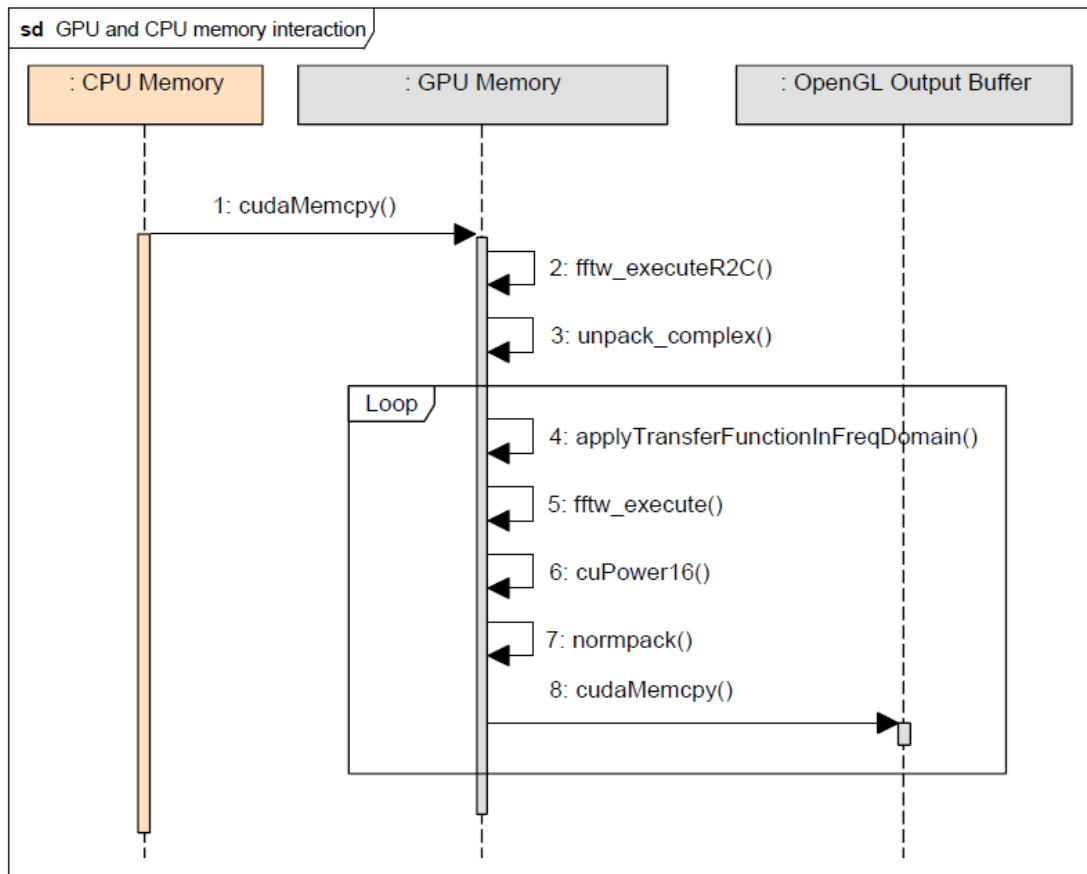 sd GPU and CPU memory interaction
: CPU Memory
: GPU Memory
: OpenGL Output Buffer
1: cudaMemcpy()
2: fftw_executeR2C()
3: unpack_complex()
Loop
4: applyTransferFunctionInFreqDomain()
5: fftw_execute()
6: cuPower16()
7: normpack()
8: cudaMemcpy()